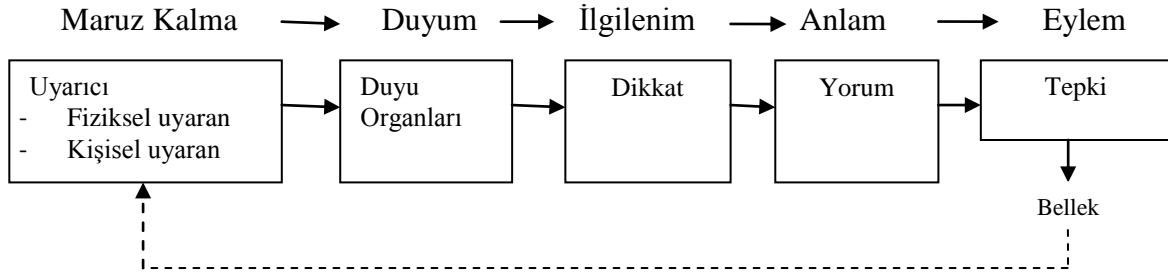 Maruz Kalma Duyum İlgilenim Anlam Eylem
Uyarıcı
- Fiziksel uyaran
- Kişisel uyaran
Duyu
Organları
Dikkat
Yorum
Tepki
Bellek